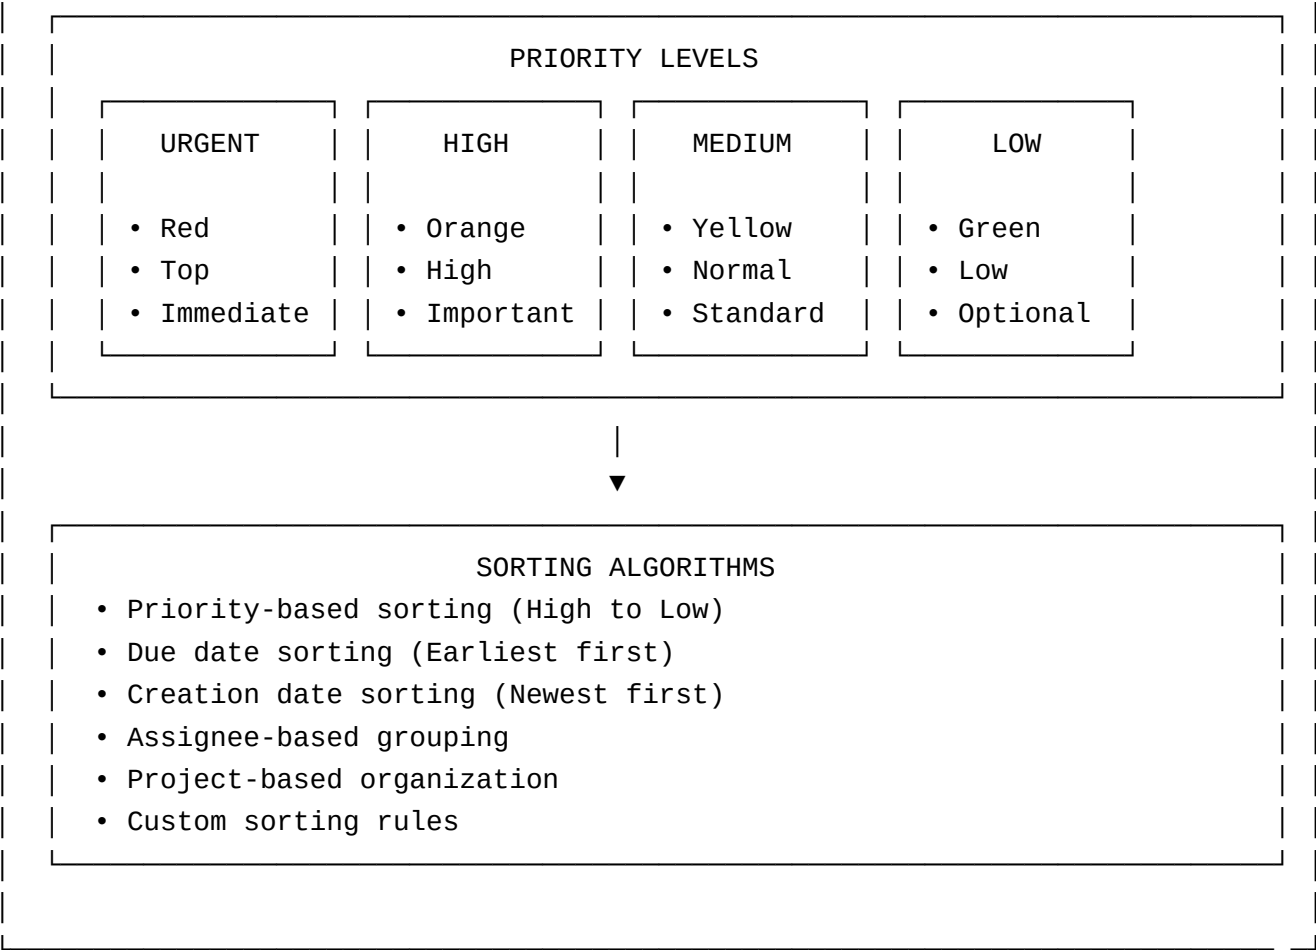 PRIORITY LEVELS
URGENT HIGH MEDIUM LOW
• Red • Orange • Yellow • Green
• Top • High • Normal • Low
• Immediate • Important • Standard • Optional
SORTING ALGORITHMS
• Priority-based sorting (High to Low)
• Due date sorting (Earliest first)
• Creation date sorting (Newest first)
• Assignee-based grouping
• Project-based organization
• Custom sorting rules